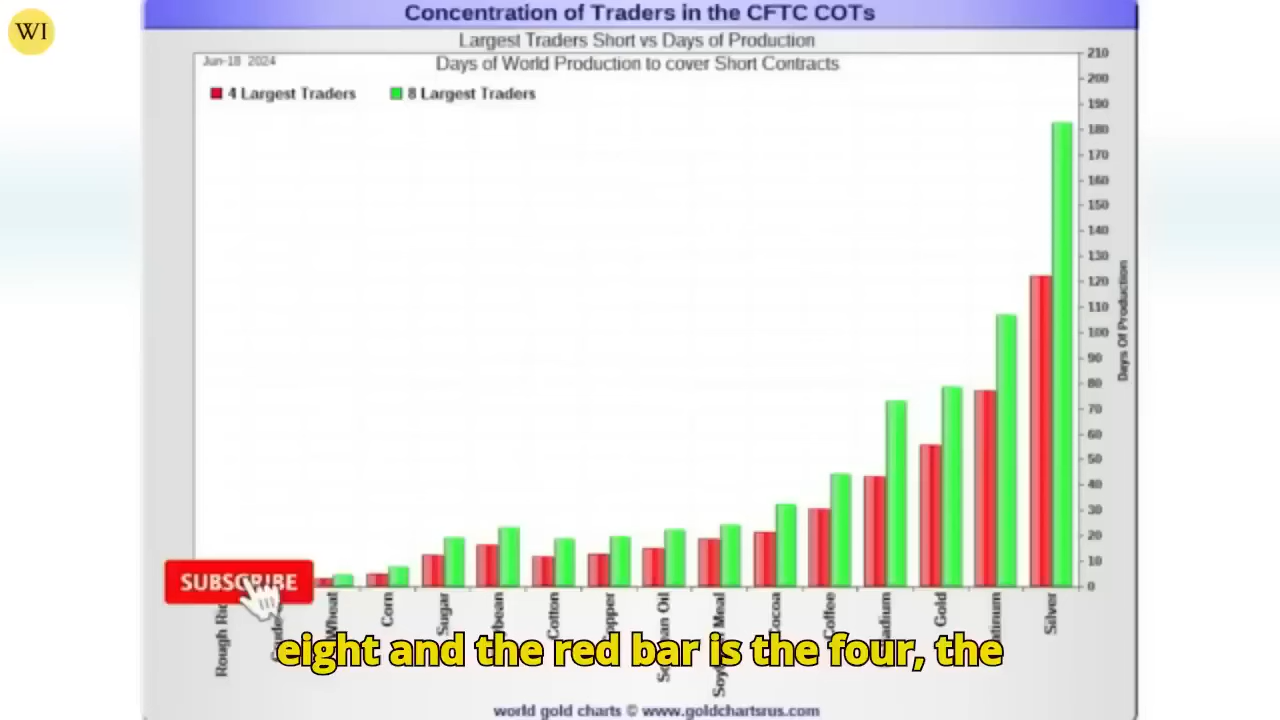 WI
Concentration of Traders in the CFTC COTs
Largest Traders Short vs Days of Production
Jun-18 2024
Days of World Production to cover Short Contracts
4 Largest Traders
8 Largest Traders
210
200
190
180
170
160
150
140
130
120
110
100
90
80
70
60
50
40
30
20
10
0
Days Of Production
SUBSCRIBE
Rough
Wheat
Corn
Sugar
Cotton
Oil
Meal
Coffee
Gold
Silver
eight and the red bar is the four, the
world gold charts © www.goldchartsrus.com